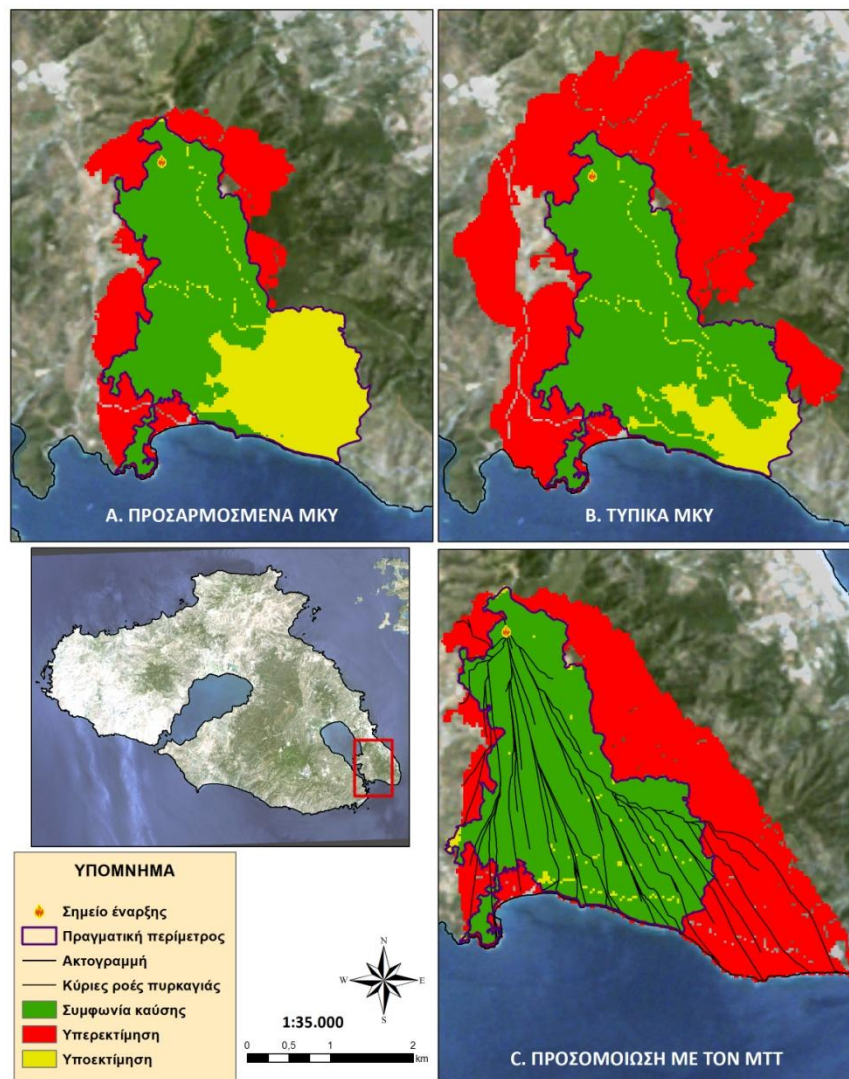 A. ΠΡΟΣΑΡΜΟΣΜΕΝΑ ΜΚΥ
B. ΤΥΠΙΚΑ ΜΚΥ
ΥΠΟΜΝΗΜΑ
Σημείο έναρξης
Πραγματική περίμετρος
Ακτογραμμή
Κύριες ροές πυρκαγιάς
Συμφωνία καύσης
Υπερεκτίμηση
Υποεκτίμηση
N
W E
S
1:35.000
0 0,5 1 2
km
C. ΠΡΟΣΟΜΟΙΩΣΗ ΜΕ ΤΟΝ ΜΤΤ